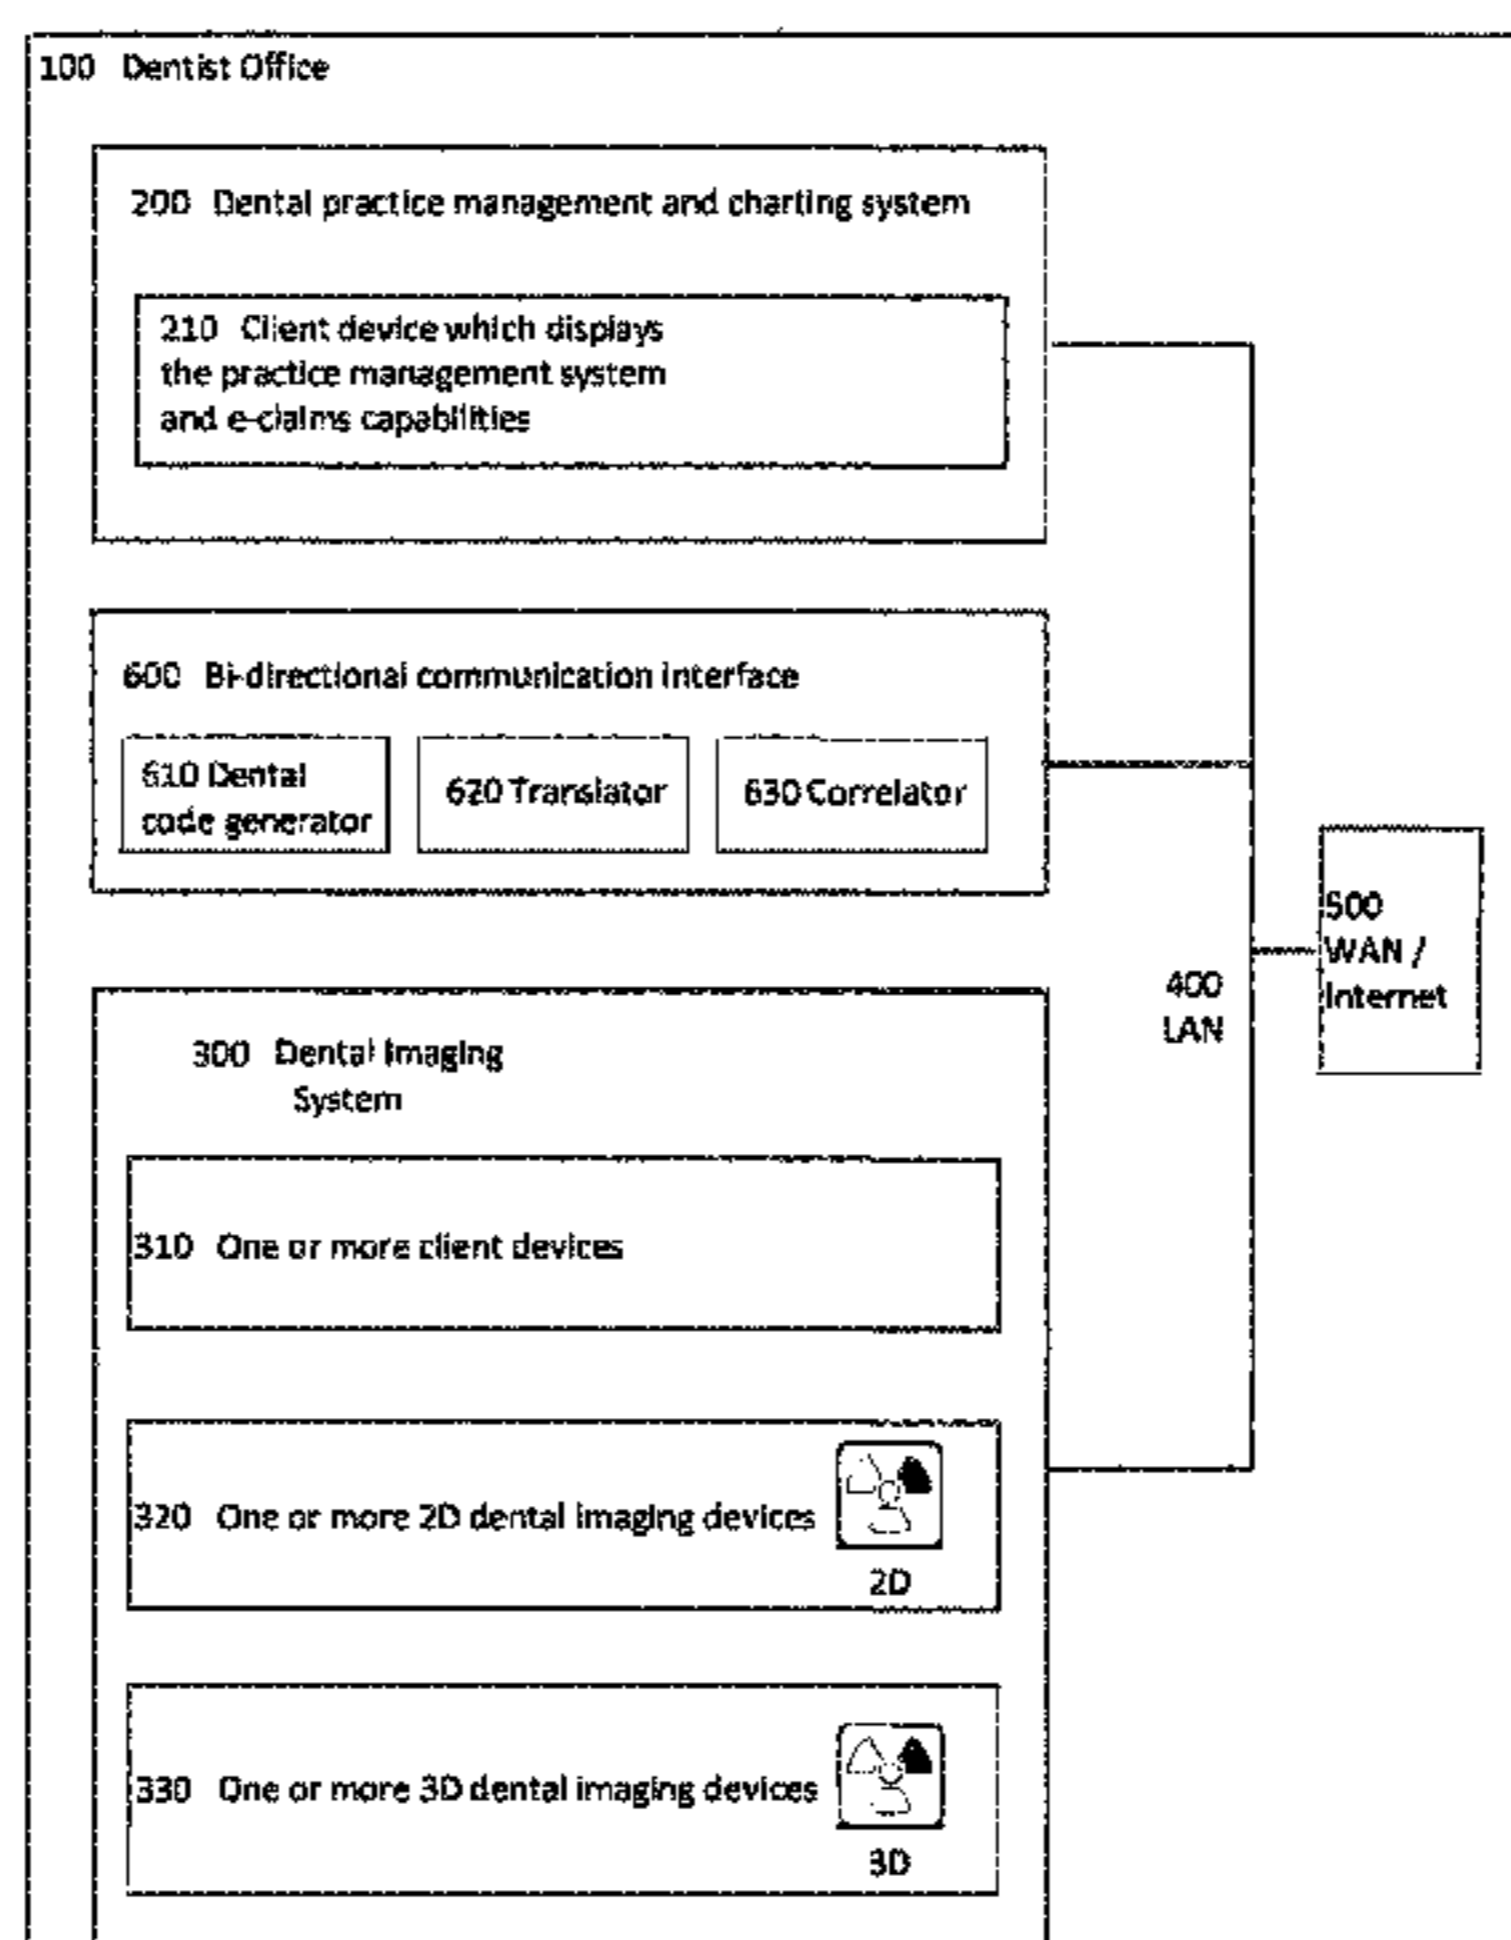 100 Dentist Office
200 Dental practice management and charting system
210 Client device which displays
the practice management system
and e-claims capabilities
600 Bi-directional communication interface
610 Dental
code generator
620 Translator
630 Correlator
500
WAN /
Internet
400
LAN
300 Dental Imaging
System
310 One or more client devices
320 One or more 2D dental imaging devices
2D
330 One or more 3D dental imaging devices
3D